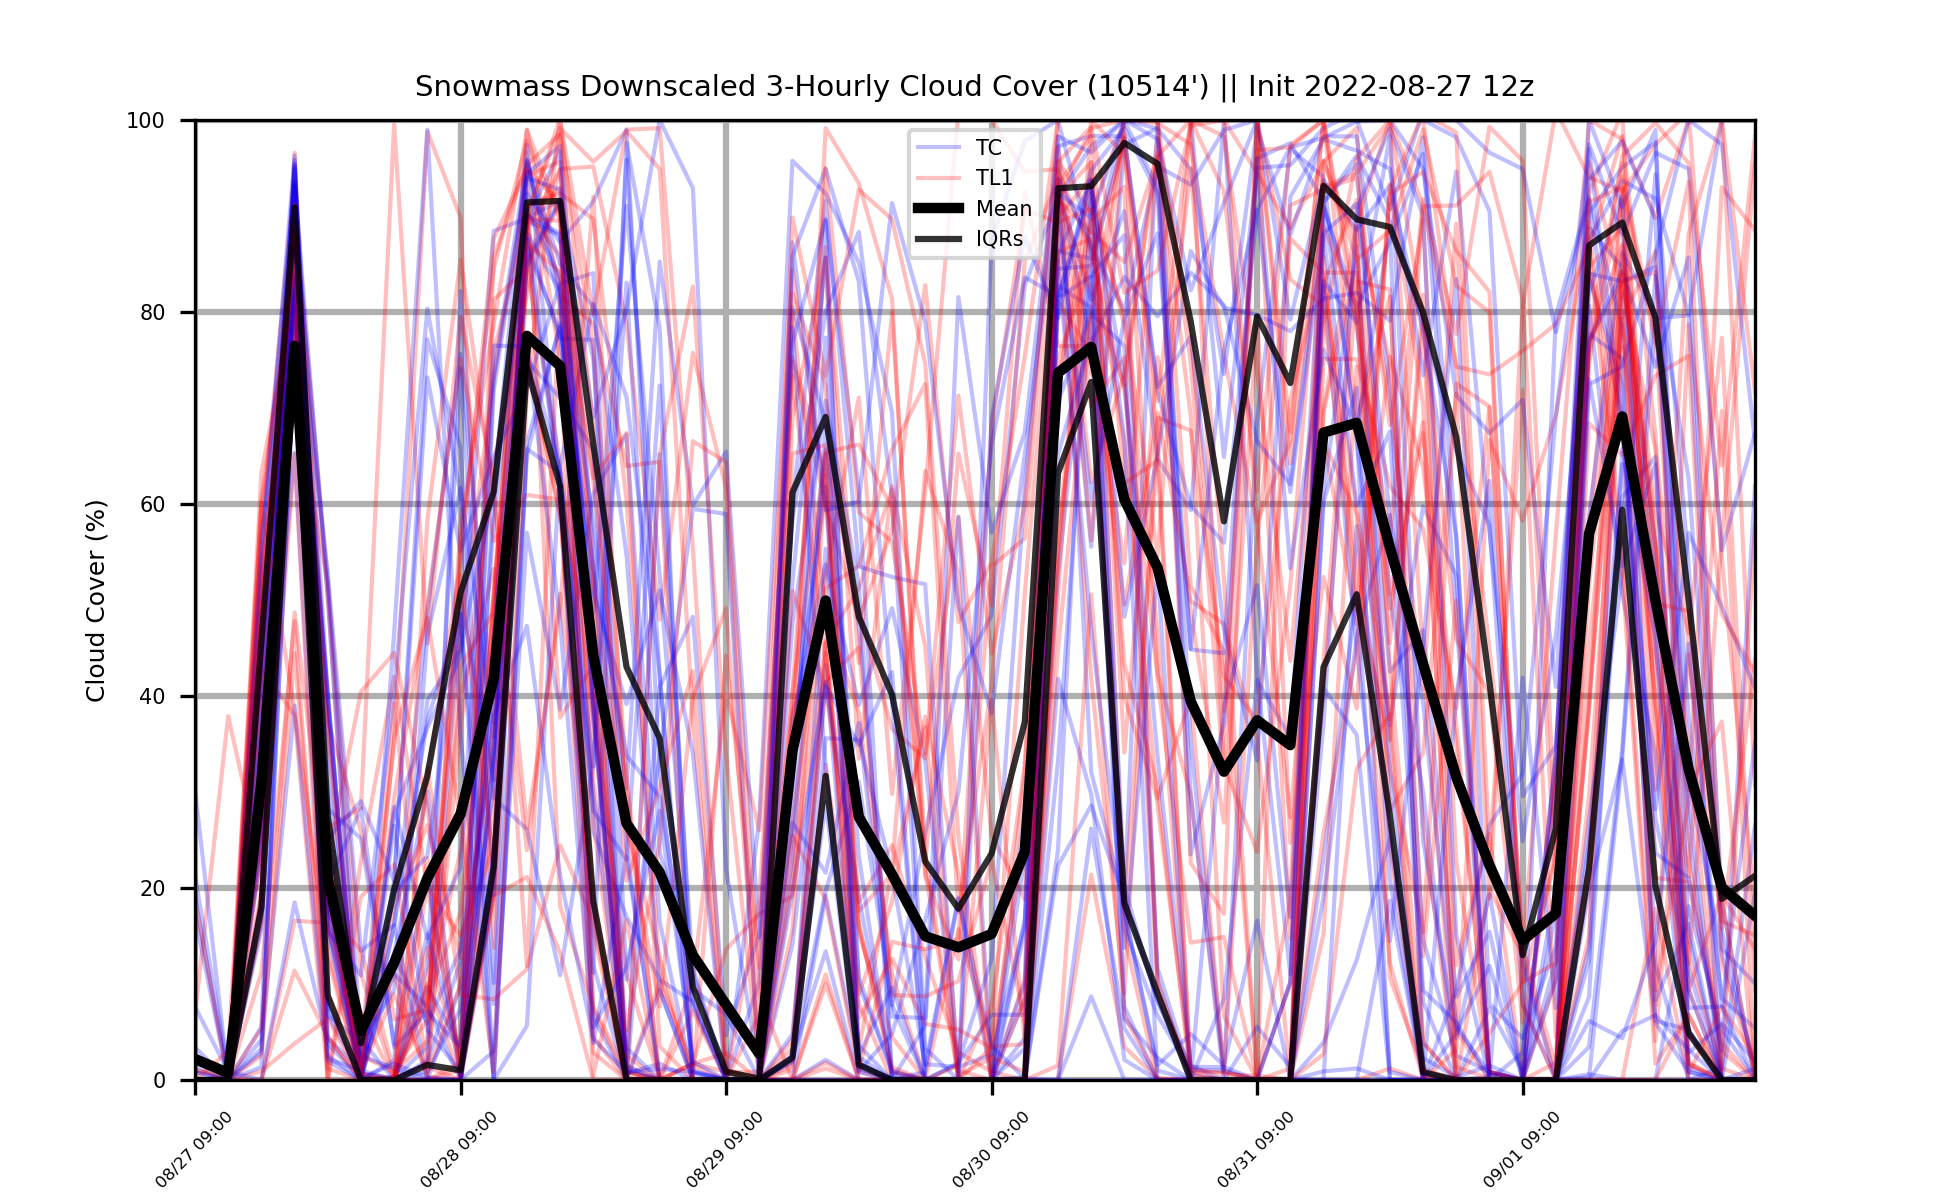 Snowmass Downscaled 3-Hourly Cloud Cover (10514') || Init 2022-08-27 12z
TC
TL1
Mean
IQRs
Cloud Cover (%)
100
80
60
40
20
0
08/27 09:00
08/28 09:00
08/29 09:00
08/30 09:00
08/31 09:00
09/01 09:00